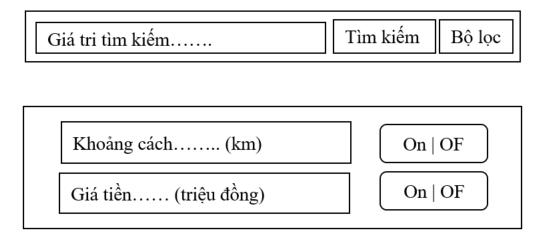 Giá tri tìm kiếm……. Tìm kiếm Bộ lọc
Khoảng cách…….. (km) On | OF
Giá tiền…… (triệu đồng) On | OF